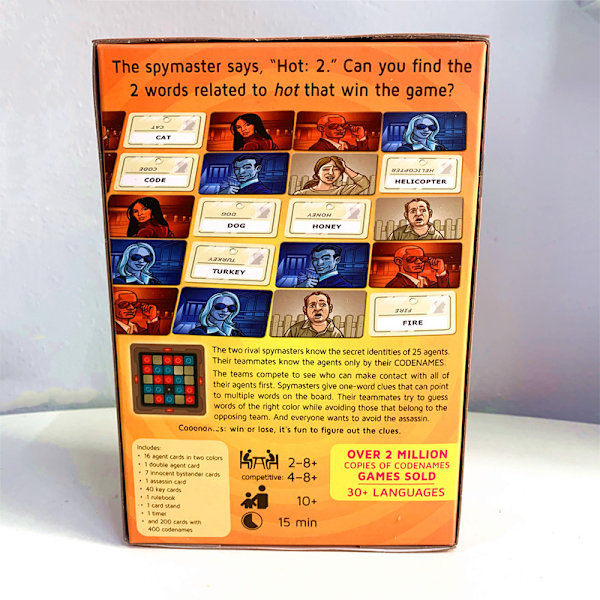 The spymaster says, "Hot: 2." Can you find the
2 words related to hot that win the game?
CAT
CAT
CODE
CODE
HELICOPTER
HELICOPTER
DOG
DOG
HONEY
HONEY
TURKEY
TURKEY
FIRE
FIRE
The two rival spymasters know the secret identities of 25 agents.
Their teammates know the agents only by their CODENAMES.
The teams compete to see who can make contact with all of
their agents first. Spymasters give one-word clues that can point
to multiple words on the board. Their teammates try to guess
words of the right color while avoiding those that belong to the
opposing team. And everyone wants to avoid the assassin.
Codenames: win or lose, it's fun to figure out the clues.
Includes:
• 16 agent cards in two colors
• 1 double agent card
• 7 innocent bystander cards
• 1 assassin card
• 40 key cards
• 1 rulebook
• 1 card stand
• 1 timer
• and 200 cards with
400 codenames
2–8+
competitive: 4–8+
10+
15 min
OVER 2 MILLION
COPIES OF CODENAMES
GAMES SOLD
30+ LANGUAGES